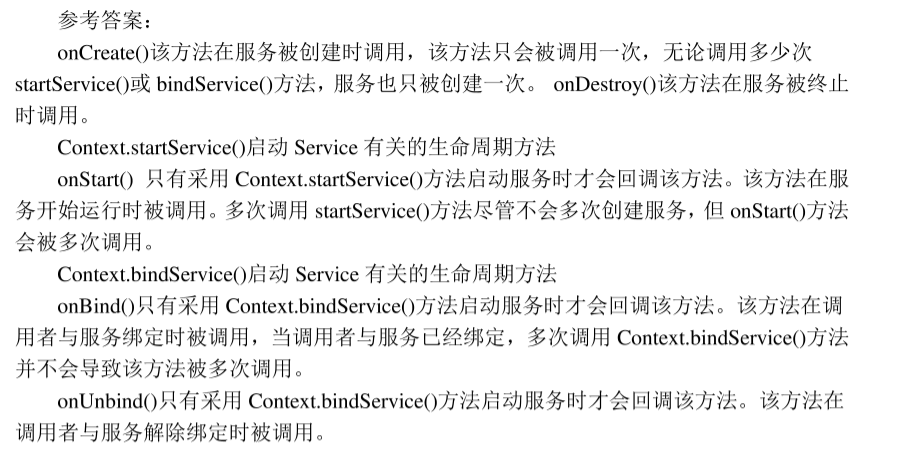 参考答案：
onCreate()该方法在服务被创建时调用，该方法只会被调用一次，无论调用多少次
startService()或 bindService()方法，服务也只被创建一次。 onDestroy()该方法在服务被终止
时调用。
Context.startService()启动 Service 有关的生命周期方法
onStart() 只有采用 Context.startService()方法启动服务时才会回调该方法。该方法在服
务开始运行时被调用。多次调用 startService()方法尽管不会多次创建服务，但 onStart()方法
会被多次调用。
Context.bindService()启动 Service 有关的生命周期方法
onBind()只有采用 Context.bindService()方法启动服务时才会回调该方法。该方法在调
用者与服务绑定时被调用，当调用者与服务已经绑定，多次调用 Context.bindService()方法
并不会导致该方法被多次调用。
onUnbind()只有采用 Context.bindService()方法启动服务时才会回调该方法。该方法在
调用者与服务解除绑定时被调用。